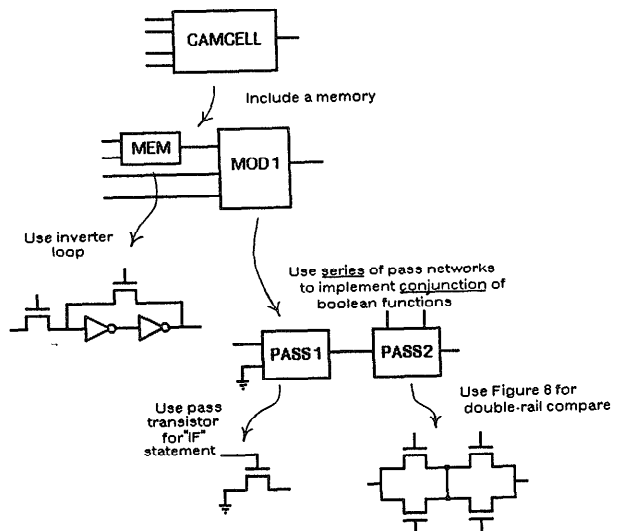 CAMCELL
Include a memory
MEM
MOD1
Use inverter
loop
Use series of pass networks
to implement conjunction of
boolean functions
PASS1
PASS2
Use pass
transistor
for "IF"
statement
Use Figure 8 for
double-rail compare